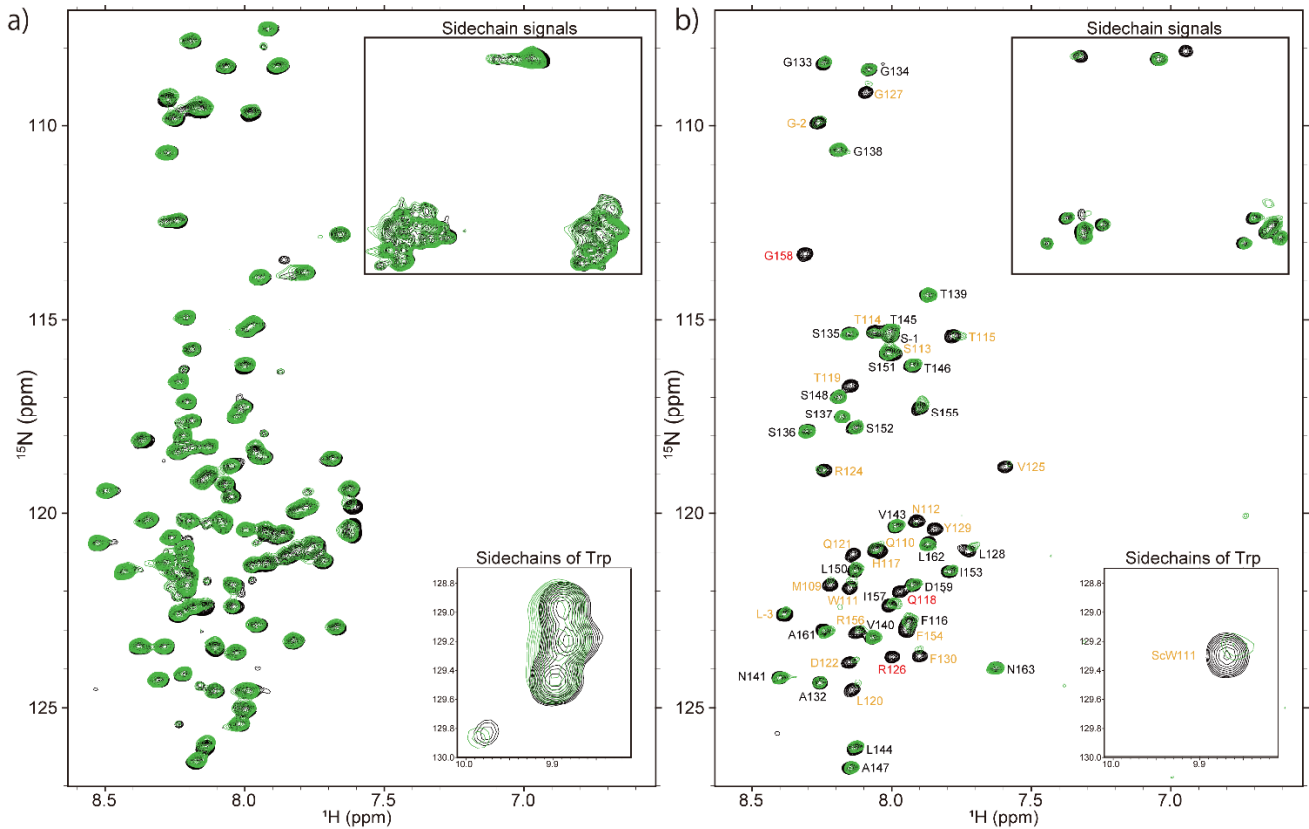 a)
Sidechain signals
110
115
120
125
¹⁵N (ppm)
8.5 8.0 7.5 7.0
¹H (ppm)
Sidechains of Trp
128.8
129.0
129.2
129.4
129.6
129.8
130.0
10.0 9.9
b)
Sidechain signals
G133
G134
G127
G-2
G138
G158
T139
T114 T145
S135
S-1
T115
S113
S151
T146
T119
S148
S155
S137
S136
S152
R124
V125
N112
V143
Y129
Q121
Q110
H117
L162
L128
L150
I153
M109
D159
W111
I157
Q118
L-3
R156
F116
A161
V140
F154
D122
R126
F130
N163
N141
A132
L120
L144
A147
110
115
120
125
¹⁵N (ppm)
8.5 8.0 7.5 7.0
¹H (ppm)
Sidechains of Trp
ScW111
128.8
129.0
129.2
129.4
129.6
129.8
130.0
10.0 9.9